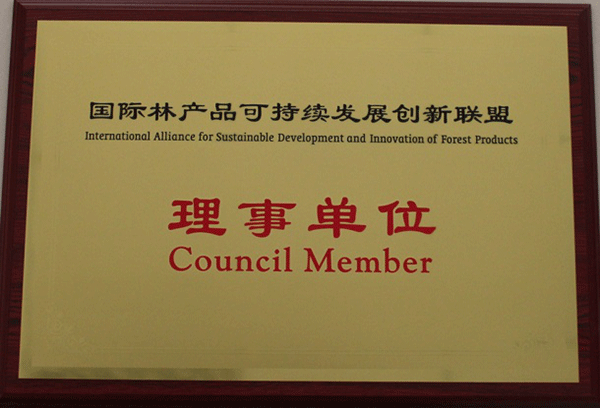 国际林产品可持续发展创新联盟
International Alliance for Sustainable Development and Innovation of Forest Products
理事单位
Council Member